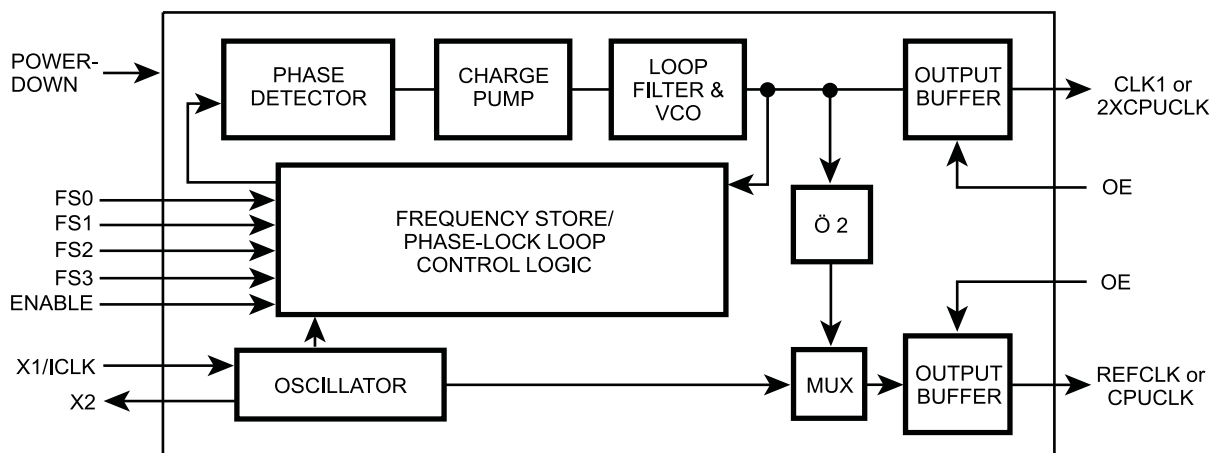 POWER-
DOWN
PHASE
DETECTOR
CHARGE
PUMP
LOOP
FILTER &
VCO
OUTPUT
BUFFER
CLK1 or
2XCPUCLK
OE
FS0
FS1
FS2
FS3
ENABLE
FREQUENCY STORE/
PHASE-LOCK LOOP
CONTROL LOGIC
Ö 2
OE
X1/ICLK
X2
OSCILLATOR
MUX
OUTPUT
BUFFER
REFCLK or
CPUCLK